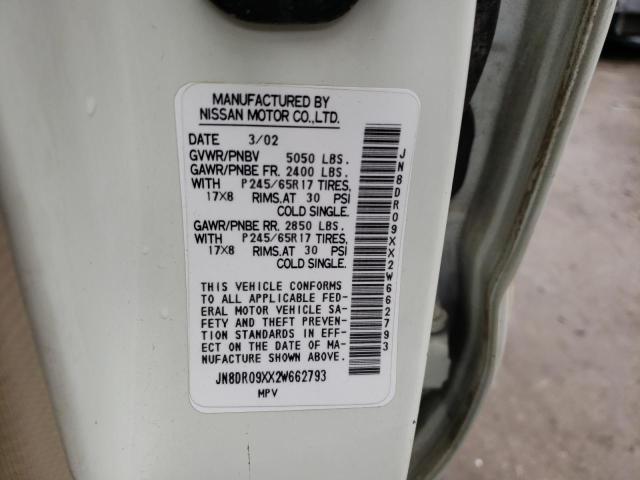 MANUFACTURED BY
NISSAN MOTOR CO.,LTD.
DATE 3/02
GVWR/PNBV 5050 LBS.
GAWR/PNBE FR. 2400 LBS.
WITH P245/65R17 TIRES,
17X8 RIMS,AT 30 PSI
COLD SINGLE.
GAWR/PNBE RR. 2850 LBS.
WITH P245/65R17 TIRES,
17X8 RIMS,AT 30 PSI
COLD SINGLE.
THIS VEHICLE CONFORMS
TO ALL APPLICABLE FED-
ERAL MOTOR VEHICLE SA-
FETY AND THEFT PREVEN-
TION STANDARDS IN EFF-
ECT ON THE DATE OF MA-
NUFACTURE SHOWN ABOVE.
JN8DR09XX2W662793
MPV
JN8DR09XX2W662793